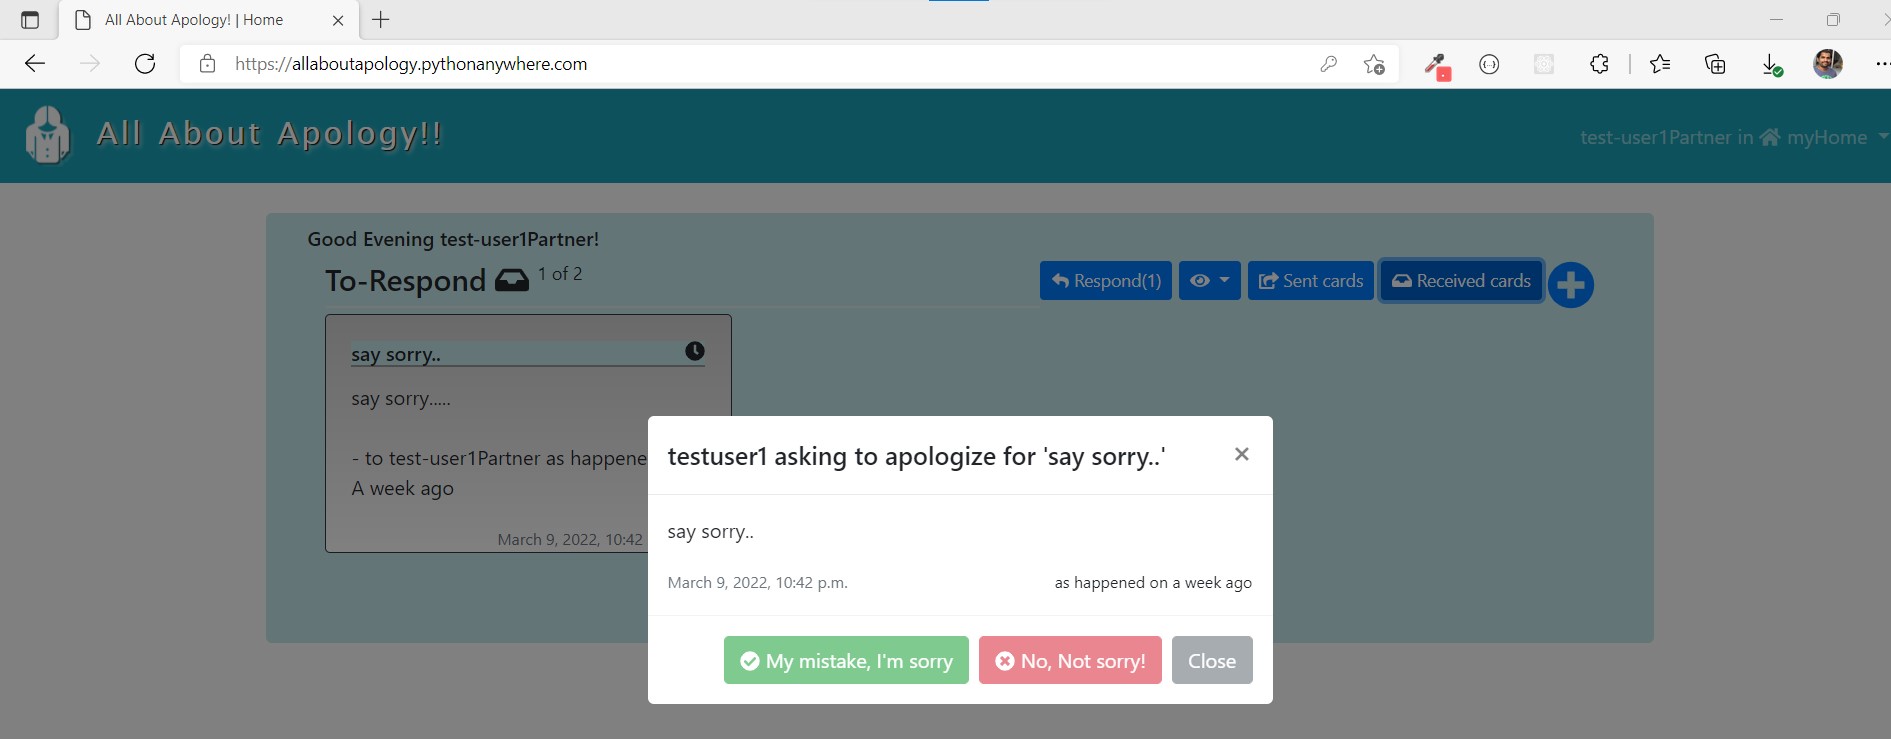 All About Apology! | Home
https://allaboutapology.pythonanywhere.com
All About Apology!!
test-user1Partner in myHome
Good Evening test-user1Partner!
To-Respond 1 of 2
Respond(1)
Sent cards
Received cards
say sorry..
say sorry.....
- to test-user1Partner as happene
A week ago
March 9, 2022, 10:42
testuser1 asking to apologize for 'say sorry..'
say sorry..
March 9, 2022, 10:42 p.m. as happened on a week ago
My mistake, I'm sorry
No, Not sorry!
Close